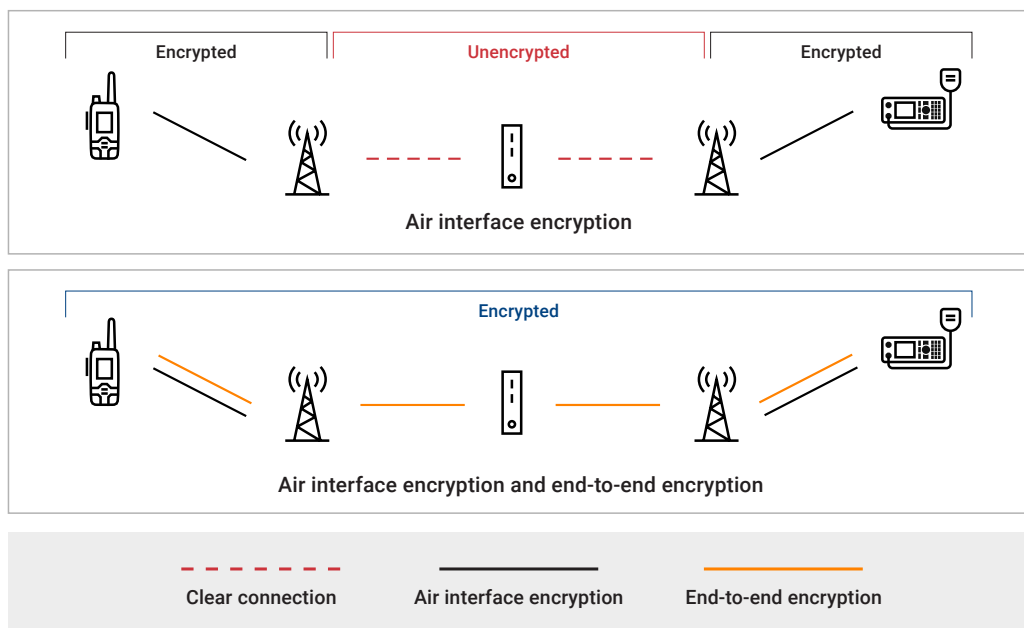 Encrypted
Unencrypted
Encrypted
Air interface encryption
Encrypted
Air interface encryption and end-to-end encryption
Clear connection
Air interface encryption
End-to-end encryption